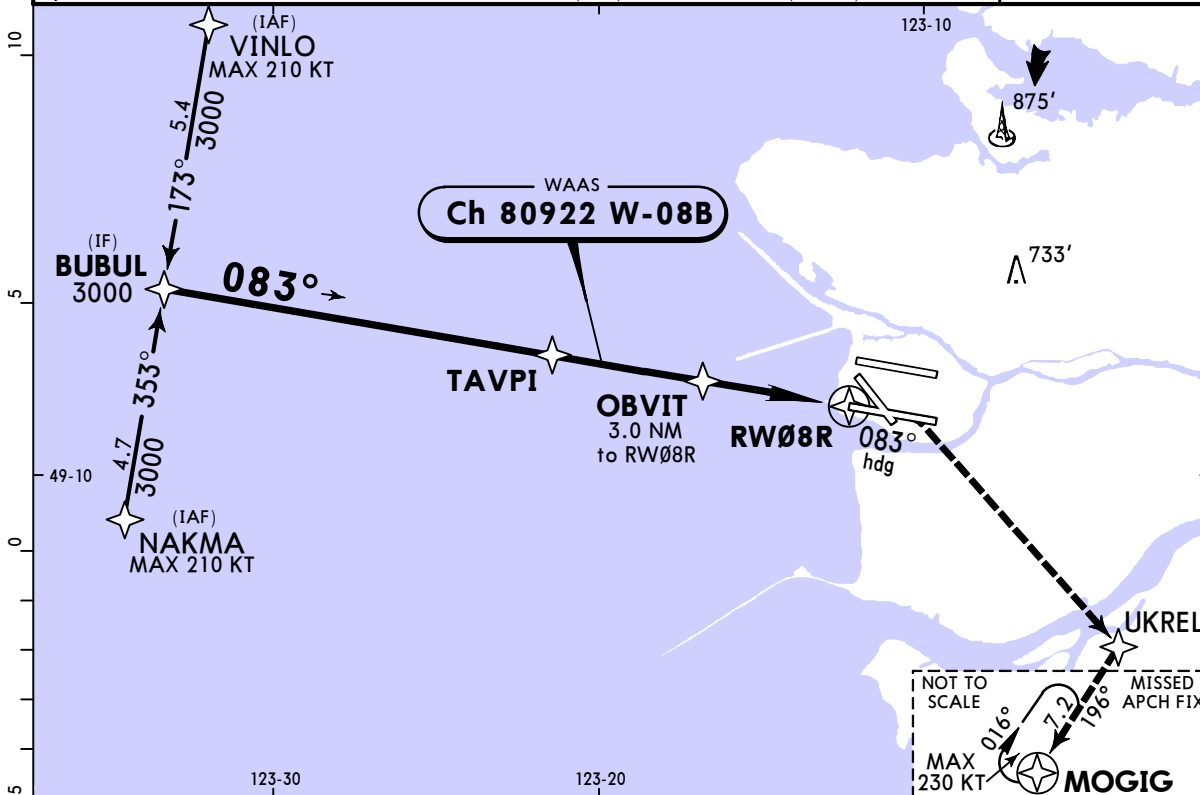 123-10
10
(IAF)
VINLO
MAX 210 KT
875'
5.4
3000
173°
WAAS
Ch 80922 W-08B
733'
(IF)
BUBUL
3000
083°
5
TAVPI
OBVIT
3.0 NM
to RWØ8R
RWØ8R
083°
hdg
353°
4.7
3000
49-10
(IAF)
NAKMA
MAX 210 KT
0
UKREL
NOT TO
SCALE
MISSED
APCH FIX
016°
7.2
196°
MAX
230 KT
MOGIG
5
123-30
123-20